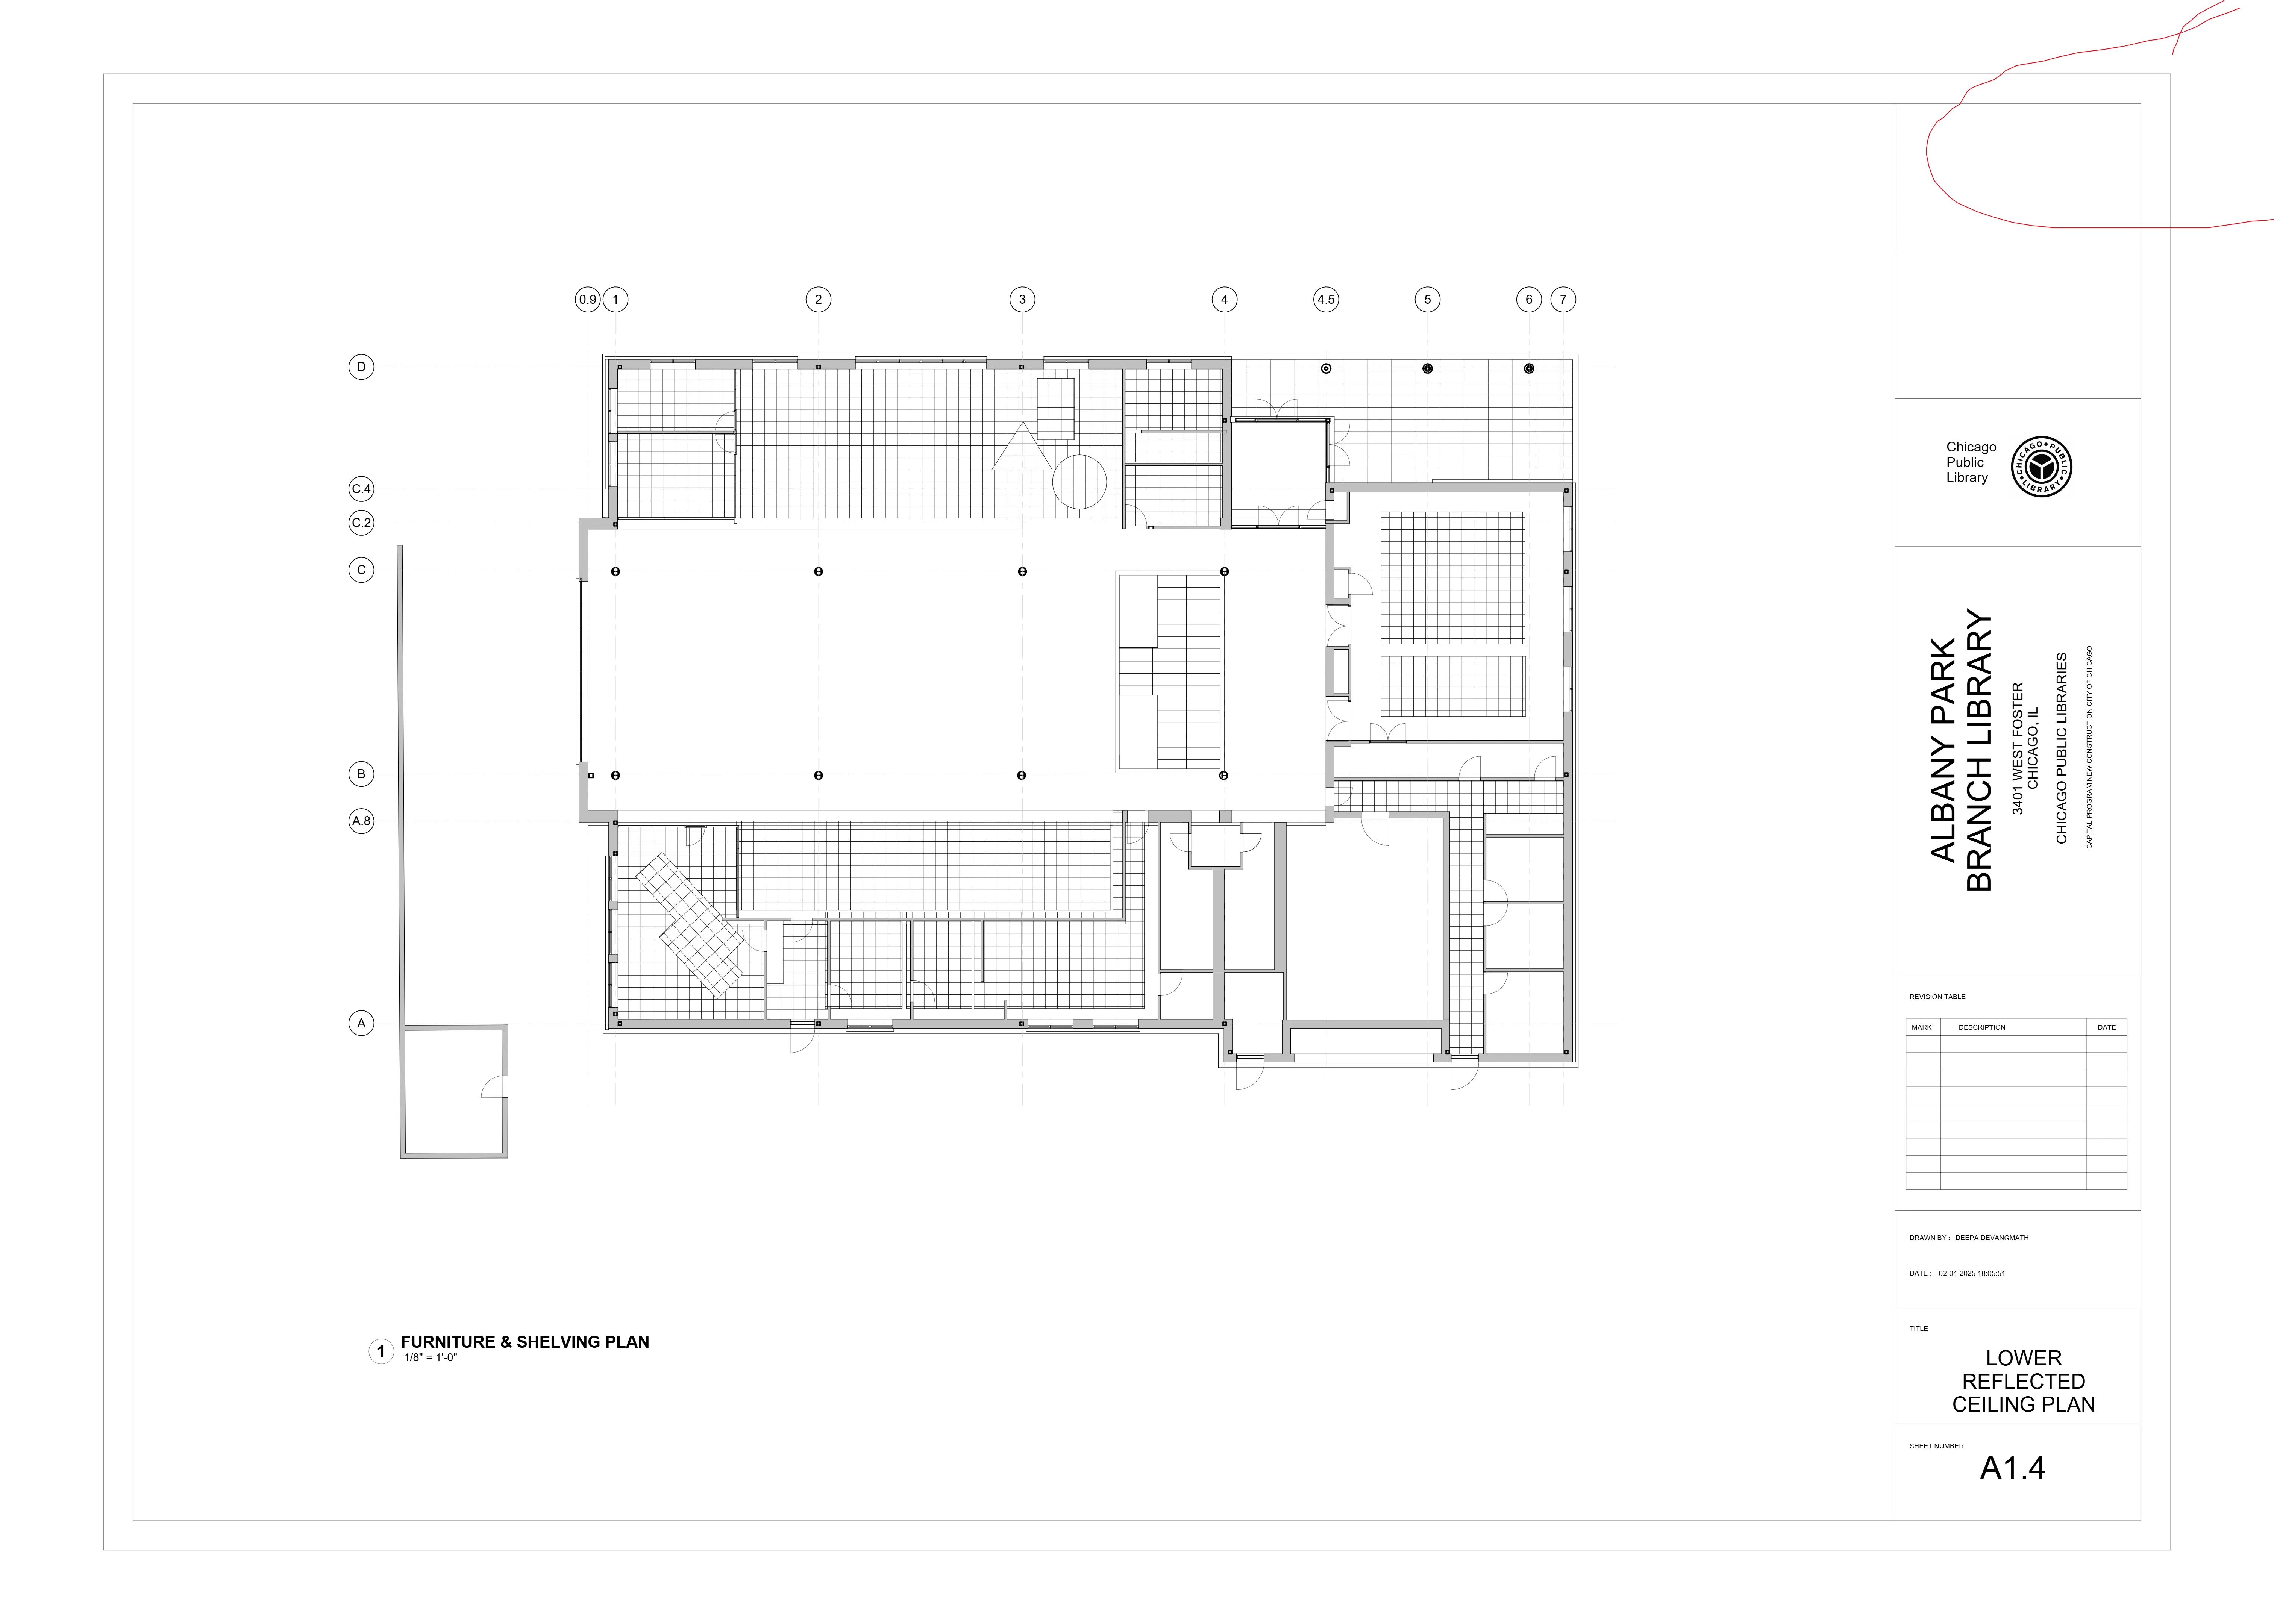 0.9 1 2 3 4 4.5 5 6 7
D
C.4
C.2
C
B
A.8
A
1 FURNITURE & SHELVING PLAN
1/8" = 1'-0"
Chicago
Public
Library
CHICAGO • PUBLIC • LIBRARY •
ALBANY PARK
BRANCH LIBRARY
3401 WEST FOSTER
CHICAGO, IL
CHICAGO PUBLIC LIBRARIES
CAPITAL PROGRAM NEW CONSTRUCTION CITY OF CHICAGO.
REVISION TABLE
MARK DESCRIPTION DATE
DRAWN BY : DEEPA DEVANGMATH
DATE : 02-04-2025 18:05:51
TITLE
LOWER
REFLECTED
CEILING PLAN
SHEET NUMBER
A1.4